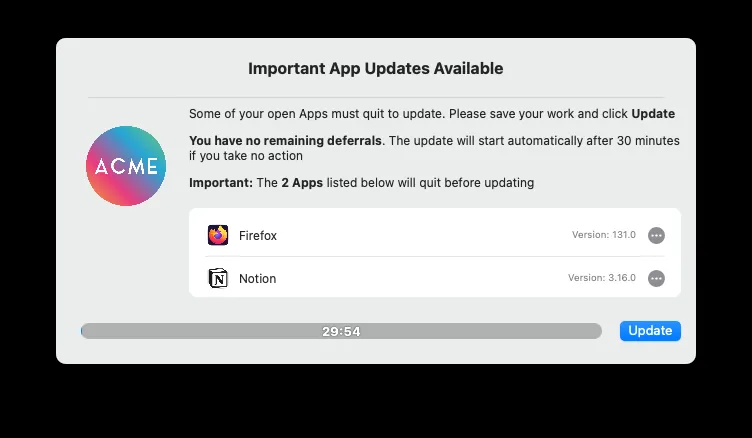 Important App Updates Available
Some of your open Apps must quit to update. Please save your work and click Update
ACME
You have no remaining deferrals. The update will start automatically after 30 minutes
if you take no action
Important: The 2 Apps listed below will quit before updating
Firefox Version: 131.0
N Notion Version: 3.16.0
29:54 Update